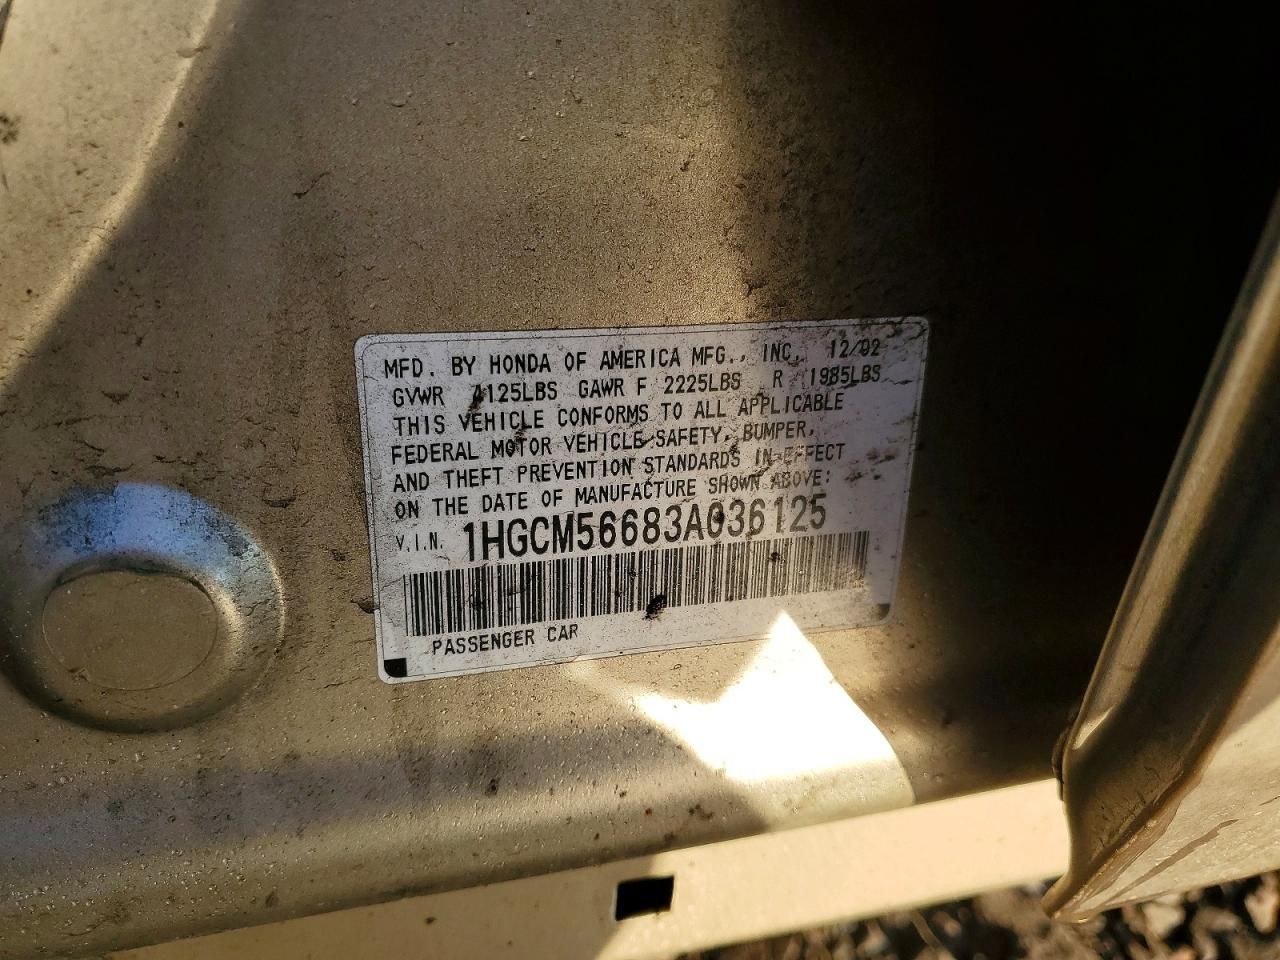 MFD. BY HONDA OF AMERICA MFG., INC. 12/02
GVWR 4125LBS GAWR F 2225LBS R 1985LBS
THIS VEHICLE CONFORMS TO ALL APPLICABLE
FEDERAL MOTOR VEHICLE SAFETY, BUMPER,
AND THEFT PREVENTION STANDARDS IN EFFECT
ON THE DATE OF MANUFACTURE SHOWN ABOVE:
V.I.N. 1HGCM56683A036125
PASSENGER CAR